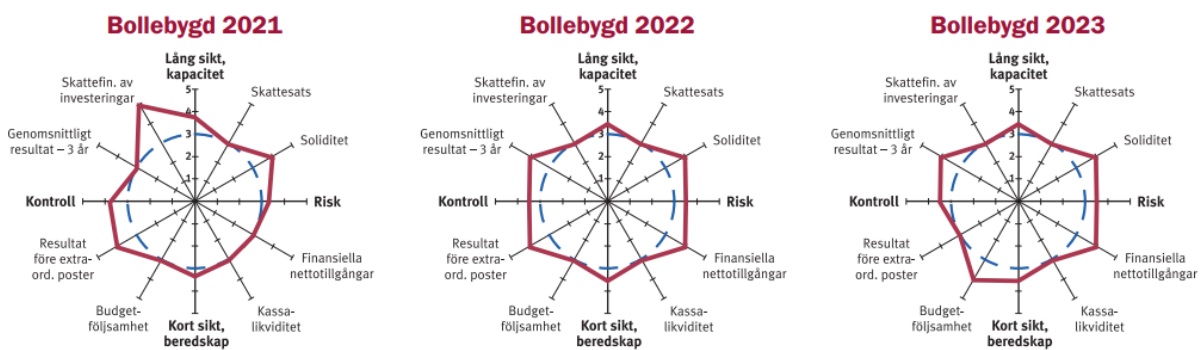 Bollebygd 2021
Lång sikt,
kapacitet
Skattefin. av
investeringar
Skattesats
Genomsnittligt
resultat – 3 år
Soliditet
5
4
3
2
1
Kontroll
Risk
Resultat
före extra-
ord. poster
Finansiella
nettotillgångar
Budget-
följsamhet
Kassa-
likviditet
Kort sikt,
beredskap
Bollebygd 2022
Lång sikt,
kapacitet
Skattefin. av
investeringar
Skattesats
Genomsnittligt
resultat – 3 år
Soliditet
5
4
3
2
1
Kontroll
Risk
Resultat
före extra-
ord. poster
Finansiella
nettotillgångar
Budget-
följsamhet
Kassa-
likviditet
Kort sikt,
beredskap
Bollebygd 2023
Lång sikt,
kapacitet
Skattefin. av
investeringar
Skattesats
Genomsnittligt
resultat – 3 år
Soliditet
5
4
3
2
1
Kontroll
Risk
Resultat
före extra-
ord. poster
Finansiella
nettotillgångar
Budget-
följsamhet
Kassa-
likviditet
Kort sikt,
beredskap